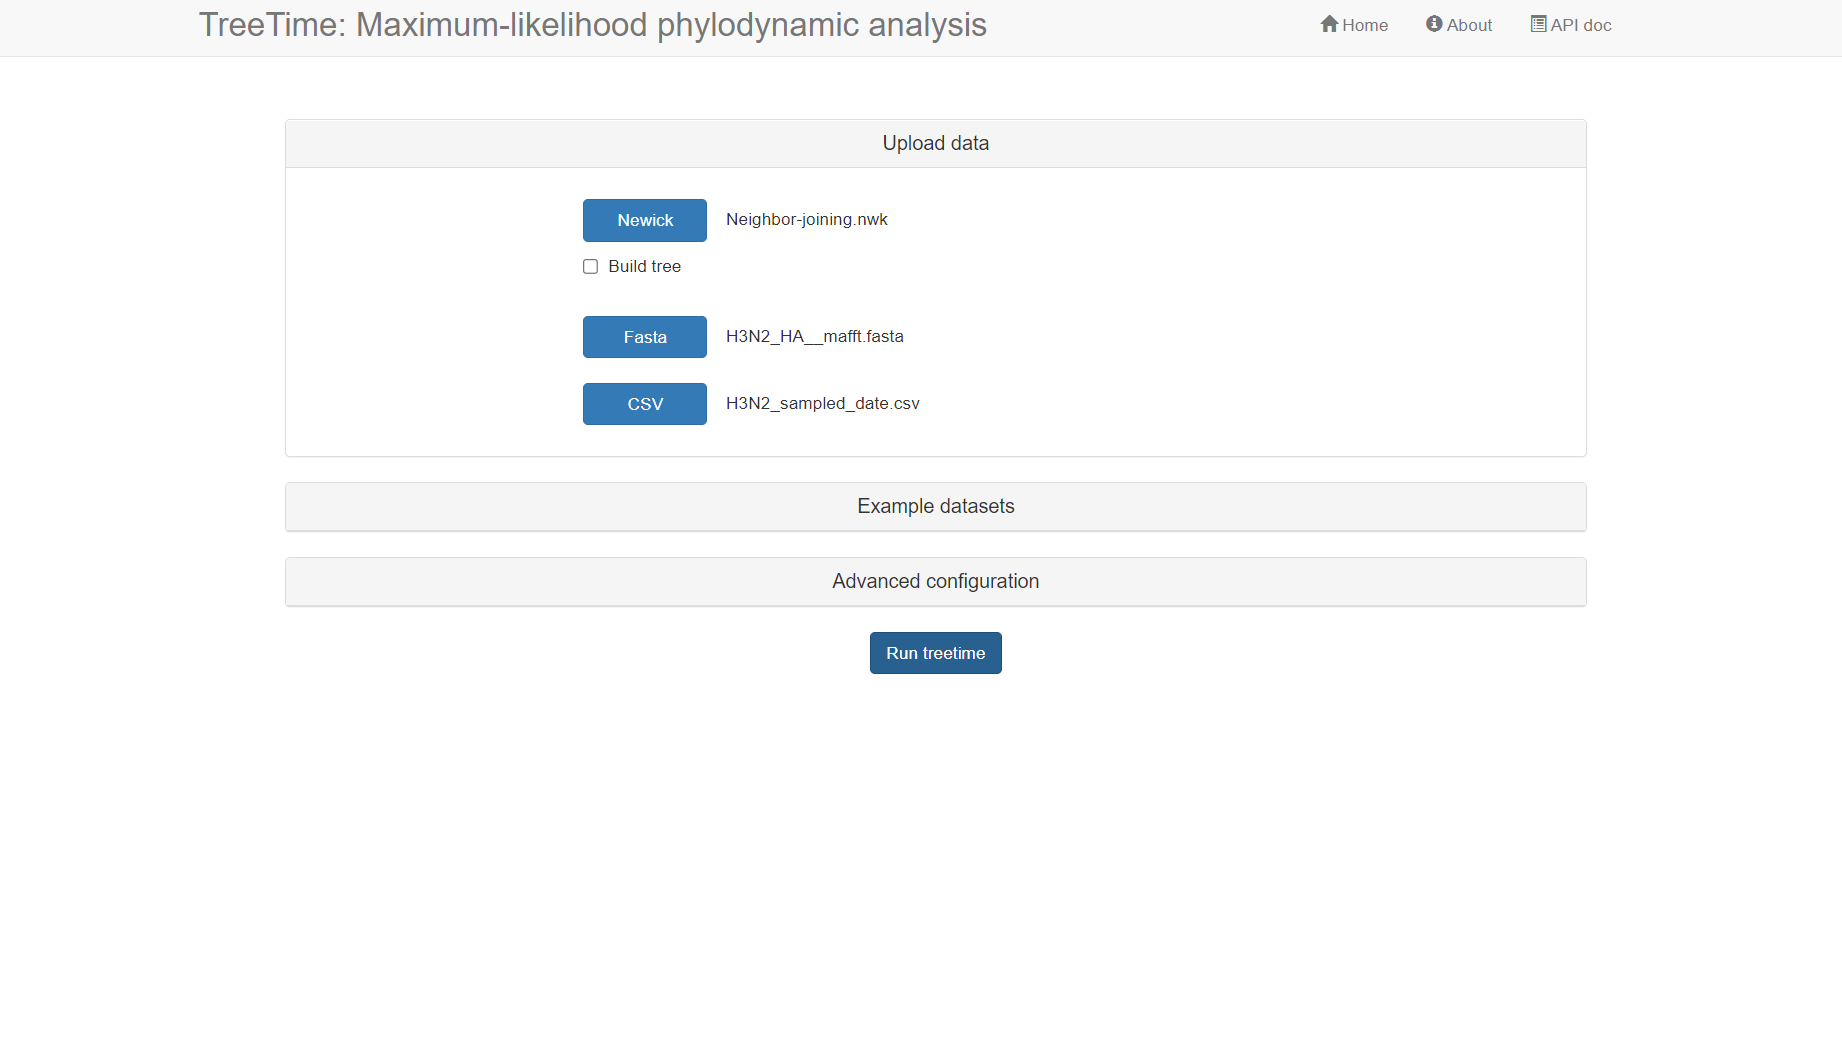 TreeTime: Maximum-likelihood phylodynamic analysis
Home
About
API doc
Upload data
Newick
Neighbor-joining.nwk
Build tree
Fasta
H3N2_HA__mafft.fasta
CSV
H3N2_sampled_date.csv
Example datasets
Advanced configuration
Run treetime